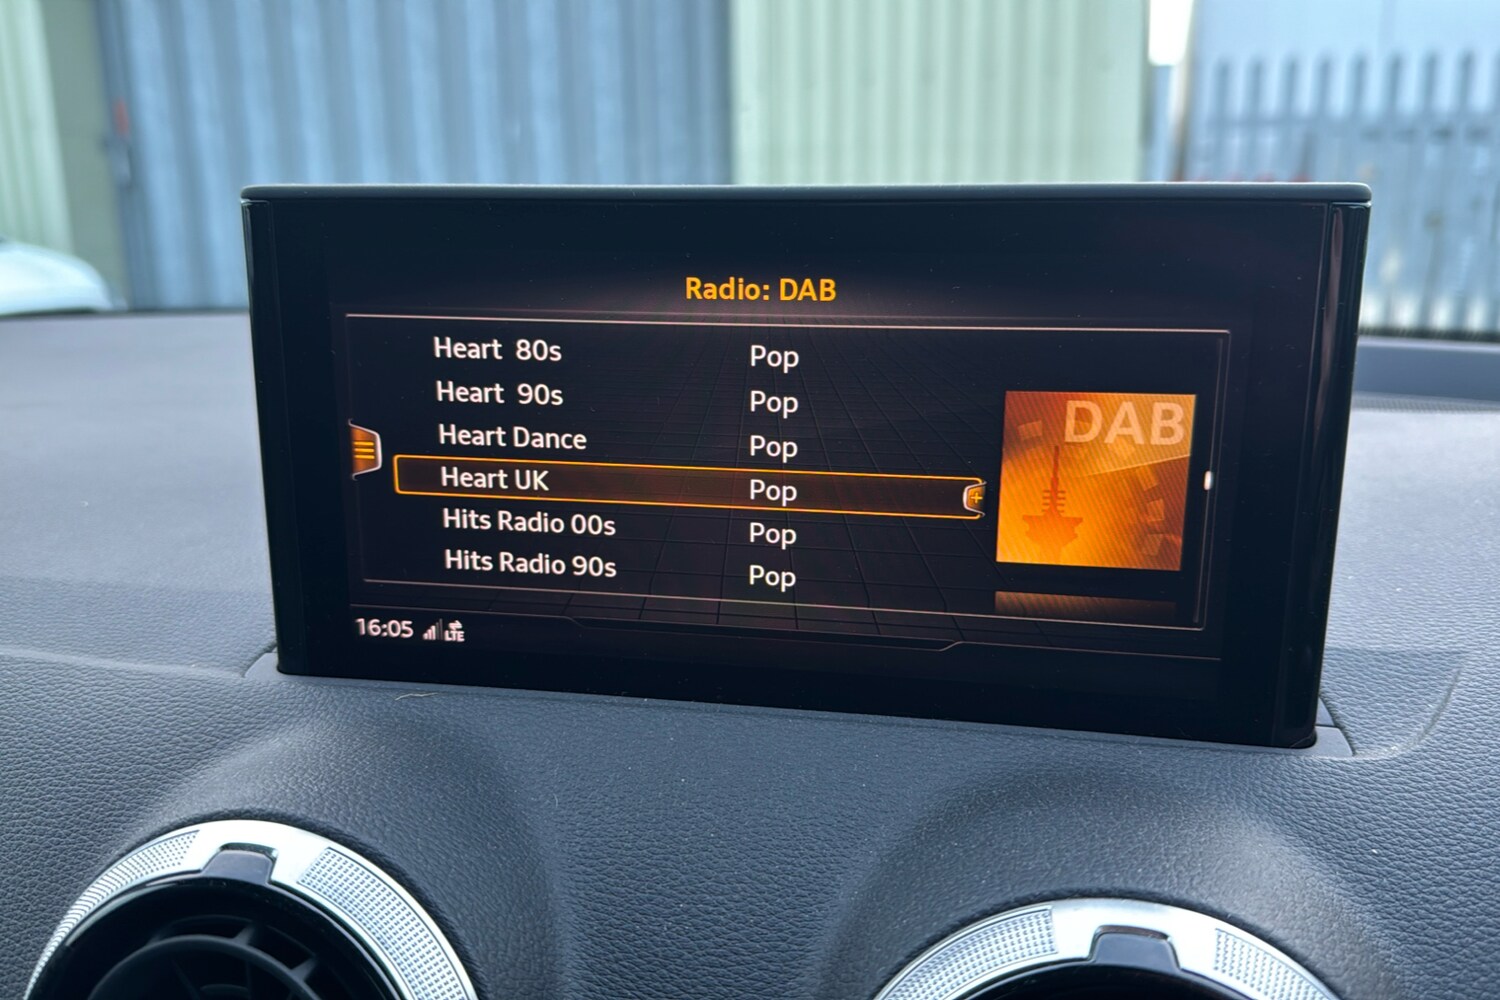 Radio: DAB
Heart 80s Pop
Heart 90s Pop
Heart Dance Pop
Heart UK Pop
Hits Radio 00s Pop
Hits Radio 90s Pop
DAB
16:05 LTE